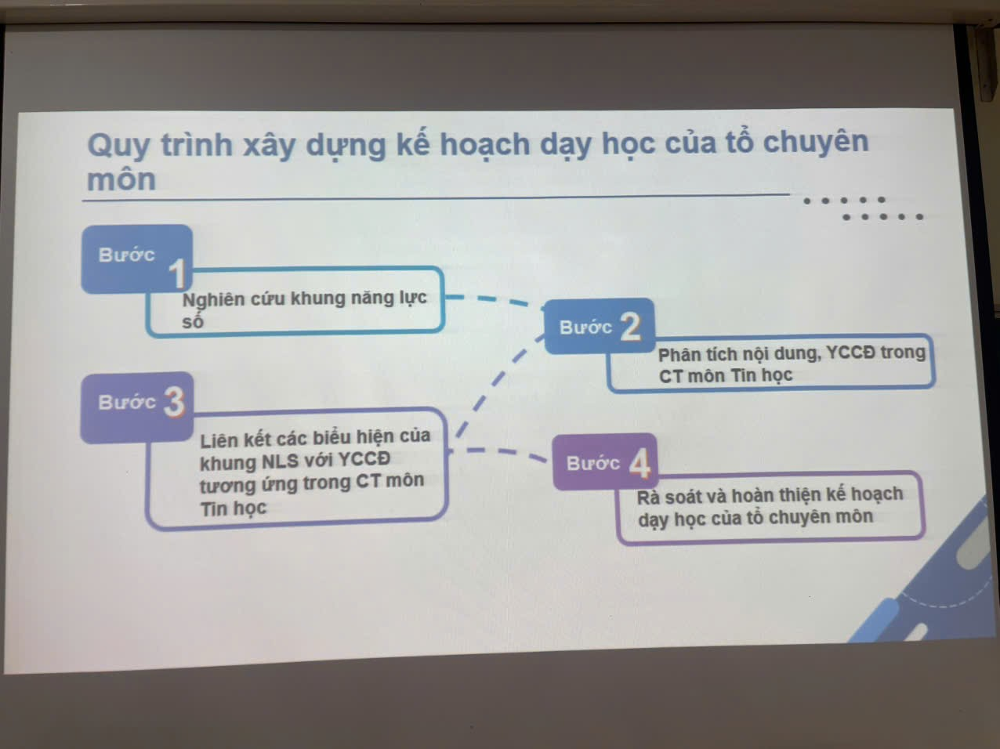 Quy trình xây dựng kế hoạch dạy học của tổ chuyên
môn
Bước 1
Nghiên cứu khung năng lực
số
Bước 2
Phân tích nội dung, YCCĐ trong
CT môn Tin học
Bước 3
Liên kết các biểu hiện của
khung NLS với YCCĐ
tương ứng trong CT môn
Tin học
Bước 4
Rà soát và hoàn thiện kế hoạch
dạy học của tổ chuyên môn